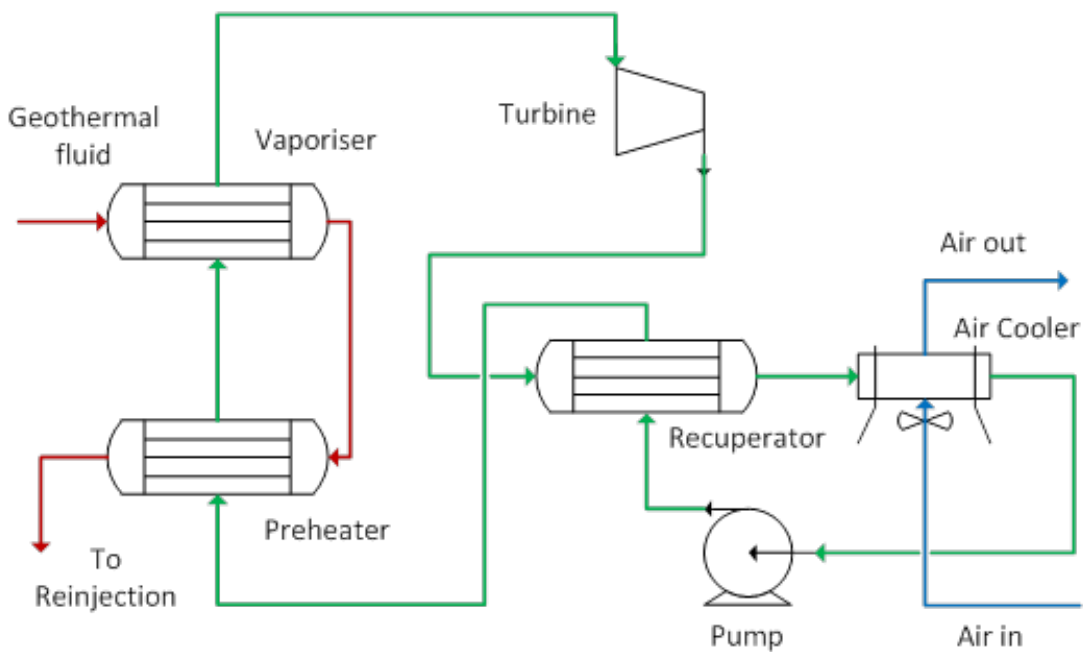 Geothermal
fluid
Vaporiser
Turbine
Air out
Air Cooler
Recuperator
Preheater
To
Reinjection
Pump
Air in